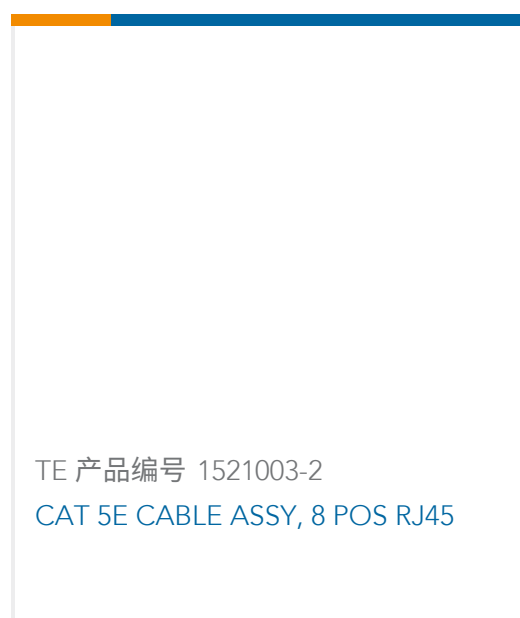 TE 产品编号 1521003-2
CAT 5E CABLE ASSY, 8 POS RJ45